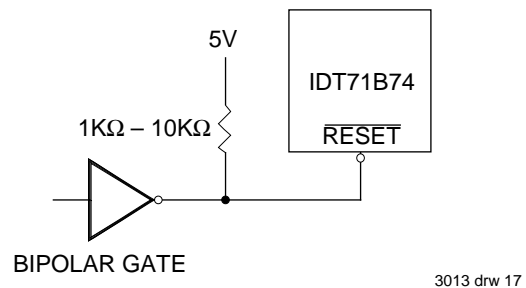 5V
IDT71B74
1KΩ – 10KΩ
RESET
BIPOLAR GATE
3013 drw 17